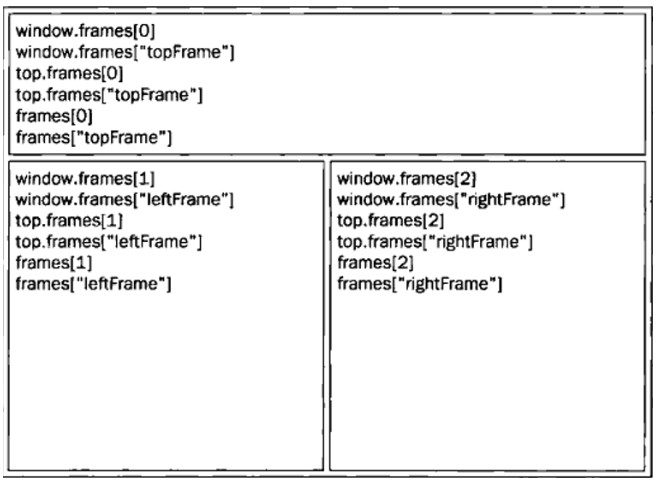 window.frames[0]
window.frames["topFrame"]
top.frames[0]
top.frames["topFrame"]
frames[0]
frames["topFrame"]
window.frames[1]
window.frames["leftFrame"]
top.frames[1]
top.frames["leftFrame"]
frames[1]
frames["leftFrame"]
window.frames[2]
window.frames["rightFrame"]
top.frames[2]
top.frames["rightFrame"]
frames[2]
frames["rightFrame"]